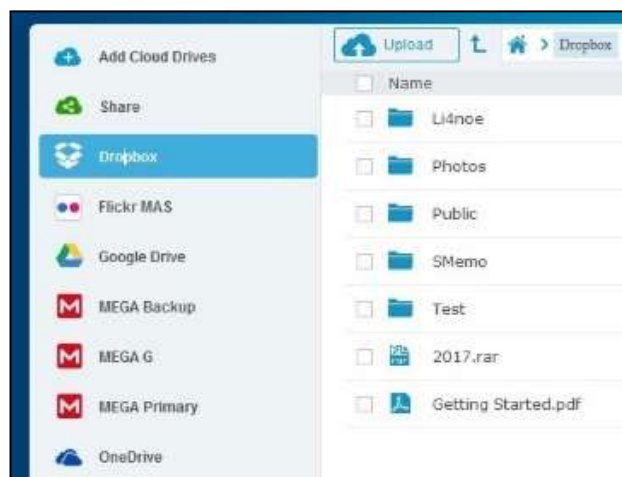 Add Cloud Drives
Share
Dropbox
Flickr MAS
Google Drive
MEGA Backup
MEGA G
MEGA Primary
OneDrive
Upload > Dropbox
Name
Li4noe
Photos
Public
SMemo
Test
2017.rar
Getting Started.pdf